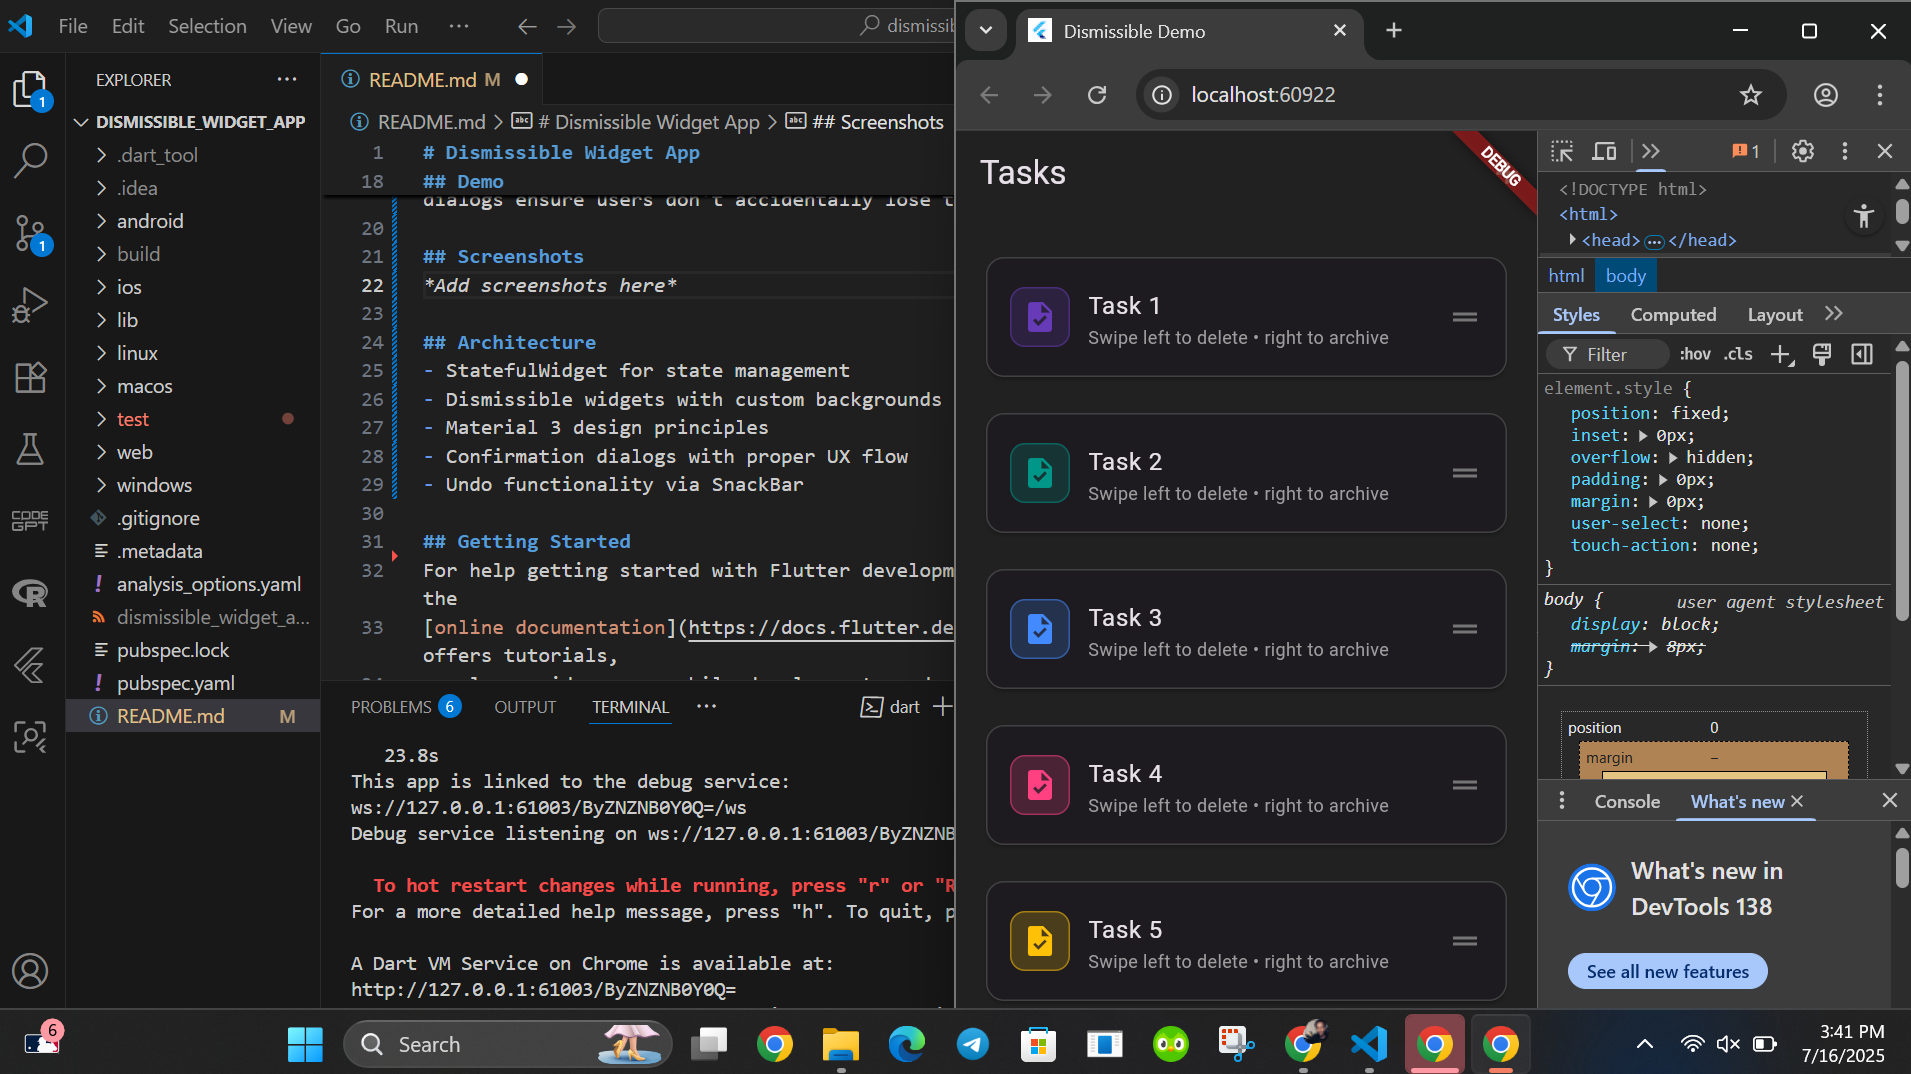 File Edit Selection View Go Run ···
dismissib
EXPLORER
DISMISSIBLE_WIDGET_APP
.dart_tool
.idea
android
build
ios
lib
linux
macos
test
web
windows
.gitignore
.metadata
analysis_options.yaml
dismissible_widget_a...
pubspec.lock
pubspec.yaml
README.md M
1
1
CODE
GPT
README.md M
README.md > # Dismissible Widget App > ## Screenshots
1 # Dismissible Widget App
18 ## Demo
dialogs ensure users don't accidentally lose t
20
21 ## Screenshots
22 *Add screenshots here*
23
24 ## Architecture
25 - StatefulWidget for state management
26 - Dismissible widgets with custom backgrounds
27 - Material 3 design principles
28 - Confirmation dialogs with proper UX flow
29 - Undo functionality via SnackBar
30
31 ## Getting Started
32 For help getting started with Flutter developm
the
33 [online documentation](https://docs.flutter.de
offers tutorials,
PROBLEMS 6 OUTPUT TERMINAL ··· dart
23.8s
This app is linked to the debug service:
ws://127.0.0.1:61003/ByZNZNB0Y0Q=/ws
Debug service listening on ws://127.0.0.1:61003/ByZNZNB
To hot restart changes while running, press "r" or "R
For a more detailed help message, press "h". To quit, p
A Dart VM Service on Chrome is available at:
http://127.0.0.1:61003/ByZNZNB0Y0Q=
Dismissible Demo
localhost:60922
DEBUG
Tasks
Task 1
Swipe left to delete • right to archive
Task 2
Swipe left to delete • right to archive
Task 3
Swipe left to delete • right to archive
Task 4
Swipe left to delete • right to archive
Task 5
Swipe left to delete • right to archive
1
<!DOCTYPE html>
<html>
<head> ··· </head>
html body
Styles Computed Layout
Filter :hov .cls
element.style {
position: fixed;
inset: 0px;
overflow: hidden;
padding: 0px;
margin: 0px;
user-select: none;
touch-action: none;
}
body { user agent stylesheet
display: block;
margin: 8px;
}
position 0
margin –
Console What's new
What's new in
DevTools 138
See all new features
6
Search
3:41 PM
7/16/2025